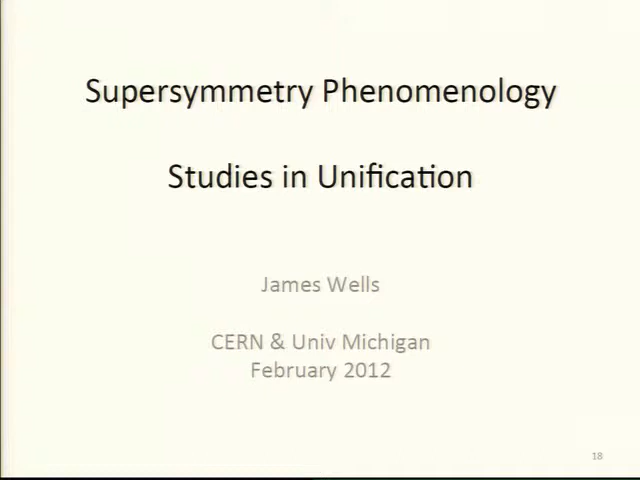 Supersymmetry Phenomenology
Studies in Unification
James Wells
CERN & Univ Michigan
February 2012
18